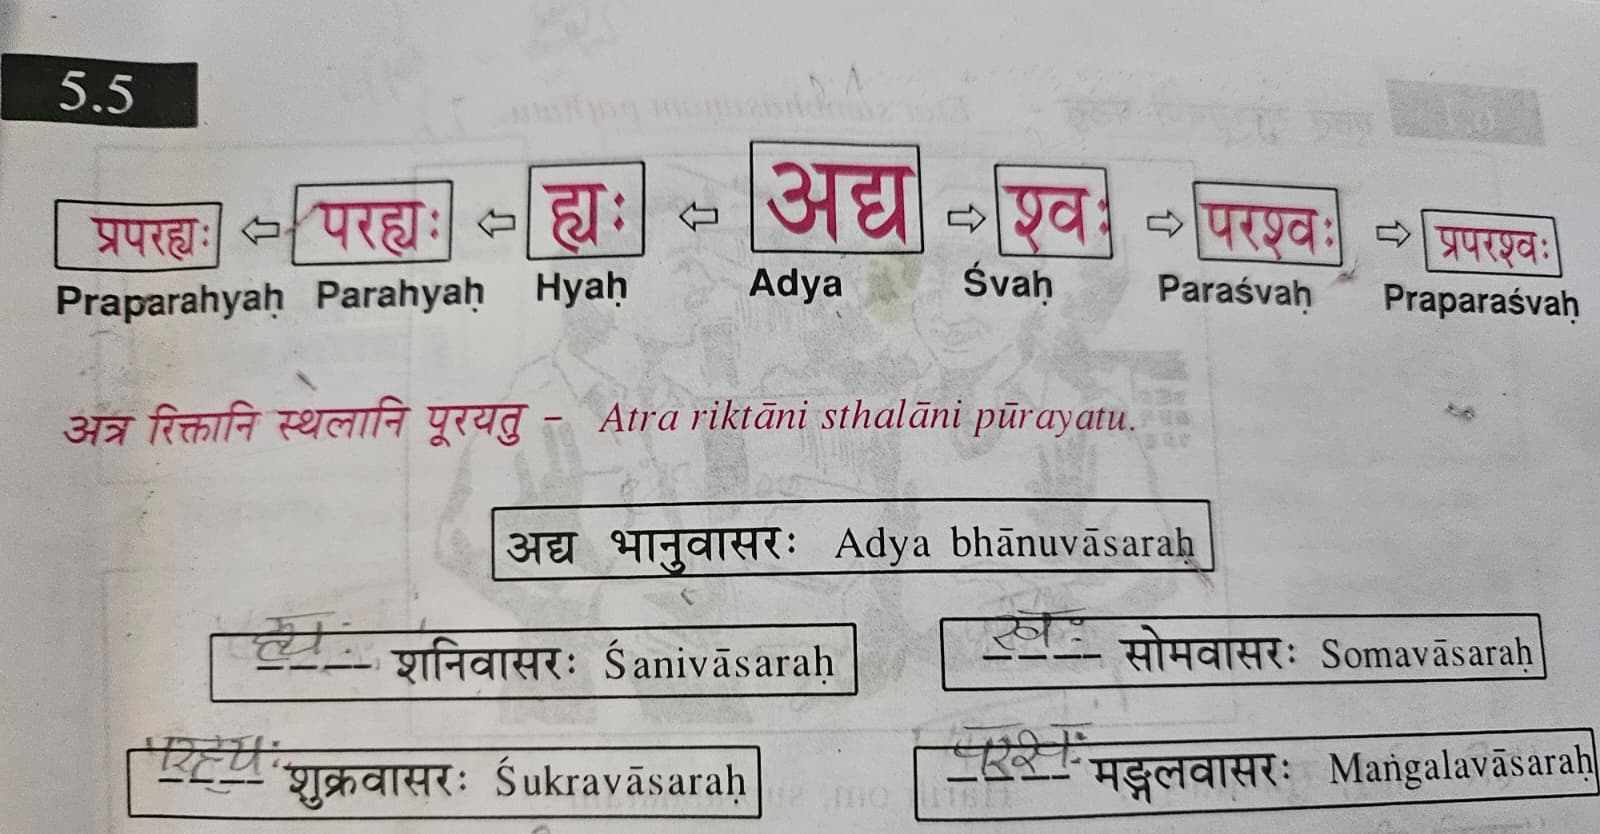 5.5
प्रपरह्यः ⇦ परह्यः ⇦ ह्यः ⇦ अद्य ⇨ श्वः ⇨ परश्वः ⇨ प्रपरश्वः
Praparahyaḥ Parahyaḥ Hyaḥ Adya Śvaḥ Paraśvaḥ Praparaśvaḥ
अत्र रिक्तानि स्थलानि पूरयतु – Atra riktāni sthalāni pūrayatu.
अद्य भानुवासरः Adya bhānuvāsaraḥ
ह्यः शनिवासरः Śanivāsaraḥ
श्वः सोमवासरः Somavāsaraḥ
परह्यः शुक्रवासरः Śukravāsaraḥ
परश्वः मङ्गलवासरः Maṅgalavāsaraḥ